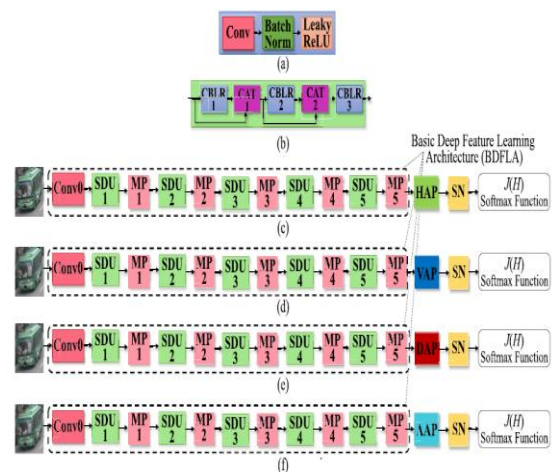 Conv Batch Norm Leaky ReLU
(a)
CBLR 1 CAT 1 CBLR 2 CAT 2 CBLR 3
(b)
Basic Deep Feature Learning
Architecture (BDFLA)
Conv0 SDU 1 MP 1 SDU 2 MP 2 SDU 3 MP 3 SDU 4 MP 4 SDU 5 MP 5 HAP SN J(H) Softmax Function
(c)
Conv0 SDU 1 MP 1 SDU 2 MP 2 SDU 3 MP 3 SDU 4 MP 4 SDU 5 MP 5 VAP SN J(H) Softmax Function
(d)
Conv0 SDU 1 MP 1 SDU 2 MP 2 SDU 3 MP 3 SDU 4 MP 4 SDU 5 MP 5 DAP SN J(H) Softmax Function
(e)
Conv0 SDU 1 MP 1 SDU 2 MP 2 SDU 3 MP 3 SDU 4 MP 4 SDU 5 MP 5 AAP SN J(H) Softmax Function
(f)